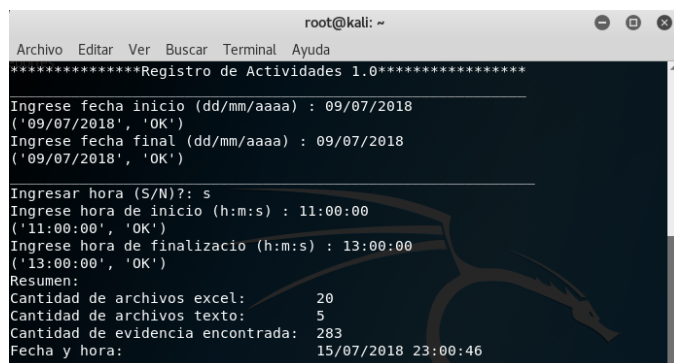 root@kali: ~
Archivo Editar Ver Buscar Terminal Ayuda
***************Registro de Actividades 1.0*****************
Ingrese fecha inicio (dd/mm/aaaa) : 09/07/2018
('09/07/2018', 'OK')
Ingrese fecha final (dd/mm/aaaa) : 09/07/2018
('09/07/2018', 'OK')
Ingresar hora (S/N)?: s
Ingrese hora de inicio (h:m:s) : 11:00:00
('11:00:00', 'OK')
Ingrese hora de finalizacio (h:m:s) : 13:00:00
('13:00:00', 'OK')
Resumen:
Cantidad de archivos excel: 20
Cantidad de archivos texto: 5
Cantidad de evidencia encontrada: 283
Fecha y hora: 15/07/2018 23:00:46